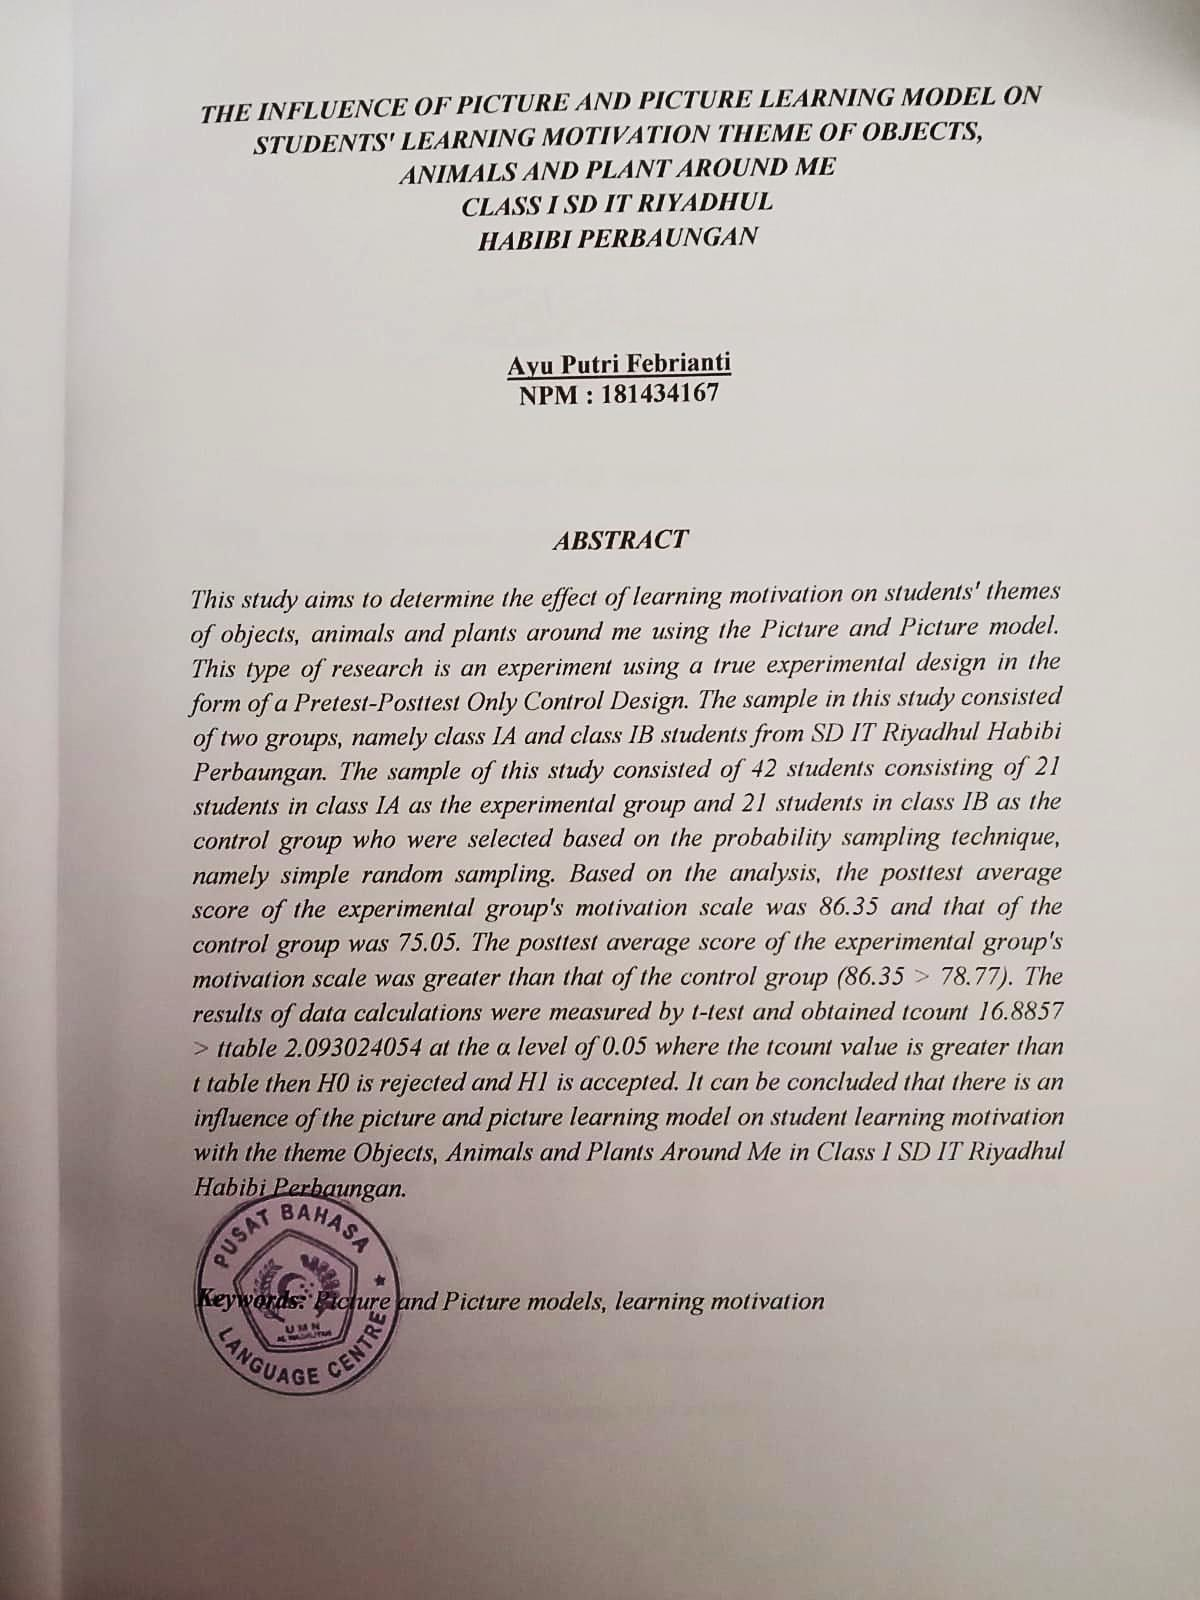 THE INFLUENCE OF PICTURE AND PICTURE LEARNING MODEL ON
STUDENTS' LEARNING MOTIVATION THEME OF OBJECTS,
ANIMALS AND PLANT AROUND ME
CLASS I SD IT RIYADHUL
HABIBI PERBAUNGAN
Ayu Putri Febrianti
NPM : 181434167
ABSTRACT
This study aims to determine the effect of learning motivation on students' themes
of objects, animals and plants around me using the Picture and Picture model.
This type of research is an experiment using a true experimental design in the
form of a Pretest-Posttest Only Control Design. The sample in this study consisted
of two groups, namely class IA and class IB students from SD IT Riyadhul Habibi
Perbaungan. The sample of this study consisted of 42 students consisting of 21
students in class IA as the experimental group and 21 students in class IB as the
control group who were selected based on the probability sampling technique,
namely simple random sampling. Based on the analysis, the posttest average
score of the experimental group's motivation scale was 86.35 and that of the
control group was 75.05. The posttest average score of the experimental group's
motivation scale was greater than that of the control group (86.35 > 78.77). The
results of data calculations were measured by t-test and obtained tcount 16.8857
> ttable 2.093024054 at the α level of 0.05 where the tcount value is greater than
t table then H0 is rejected and H1 is accepted. It can be concluded that there is an
influence of the picture and picture learning model on student learning motivation
with the theme Objects, Animals and Plants Around Me in Class I SD IT Riyadhul
Habibi Perbaungan.
PUSAT BAHASA
Keywords: Picture and Picture models, learning motivation
UMN
LANGUAGE CENTRE